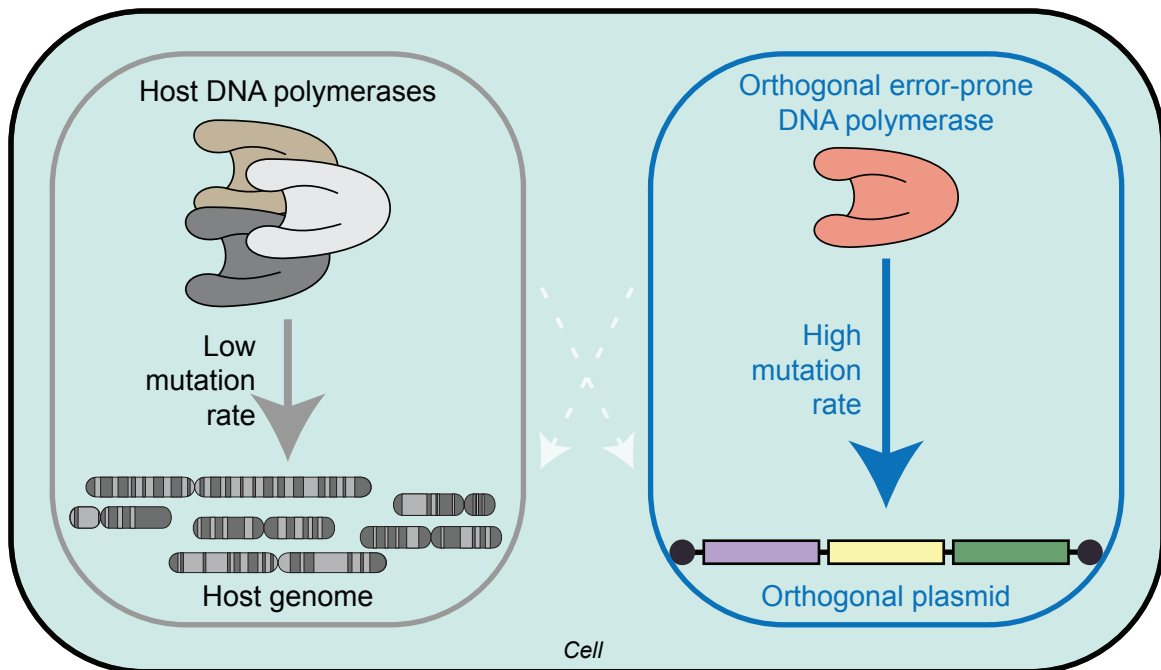 Host DNA polymerases
Low
mutation
rate
Host genome
Orthogonal error-prone
DNA polymerase
High
mutation
rate
Orthogonal plasmid
Cell